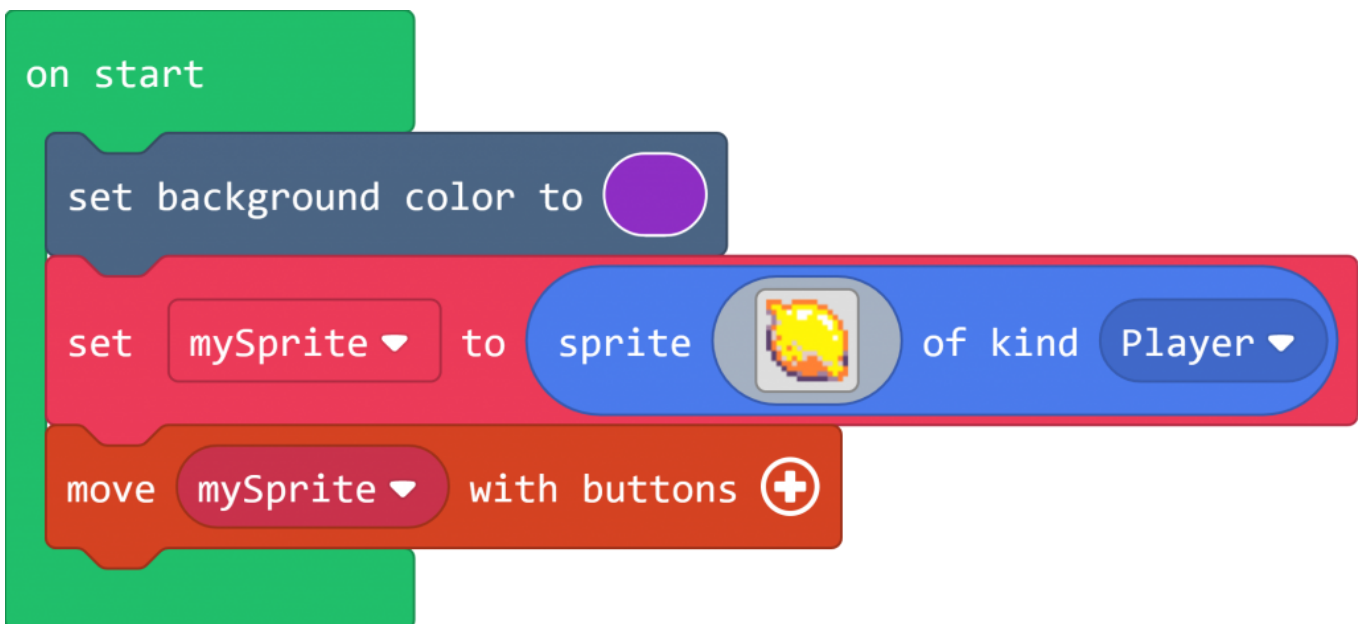 on start
set background color to
set mySprite to sprite of kind Player
move mySprite with buttons